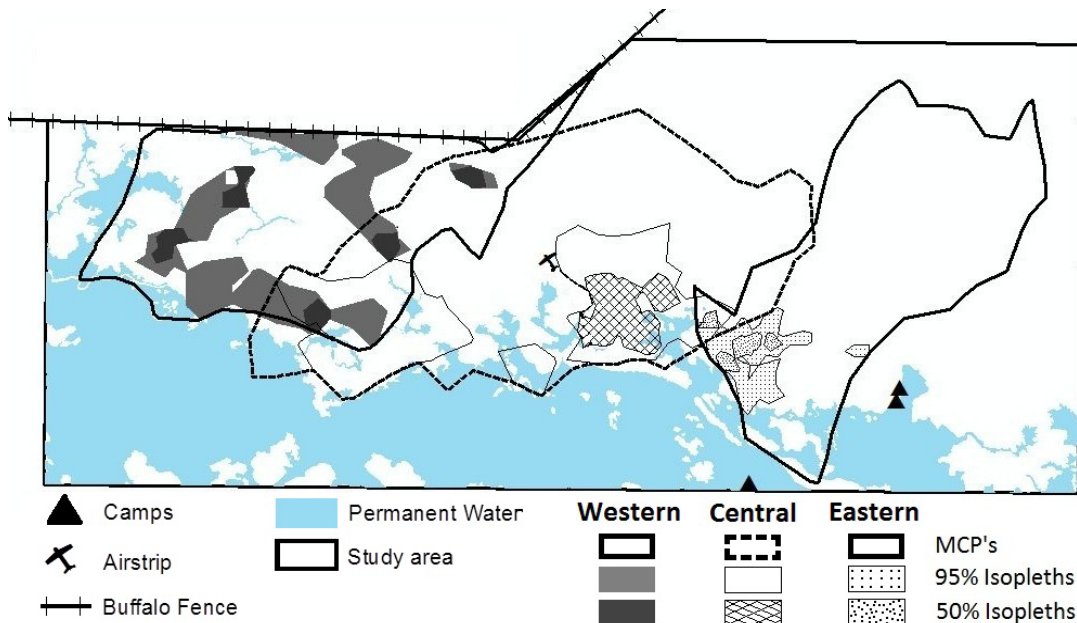 Camps
Permanent Water
Western Central Eastern
Airstrip
Study area
MCP's
95% Isopleths
Buffalo Fence
50% Isopleths